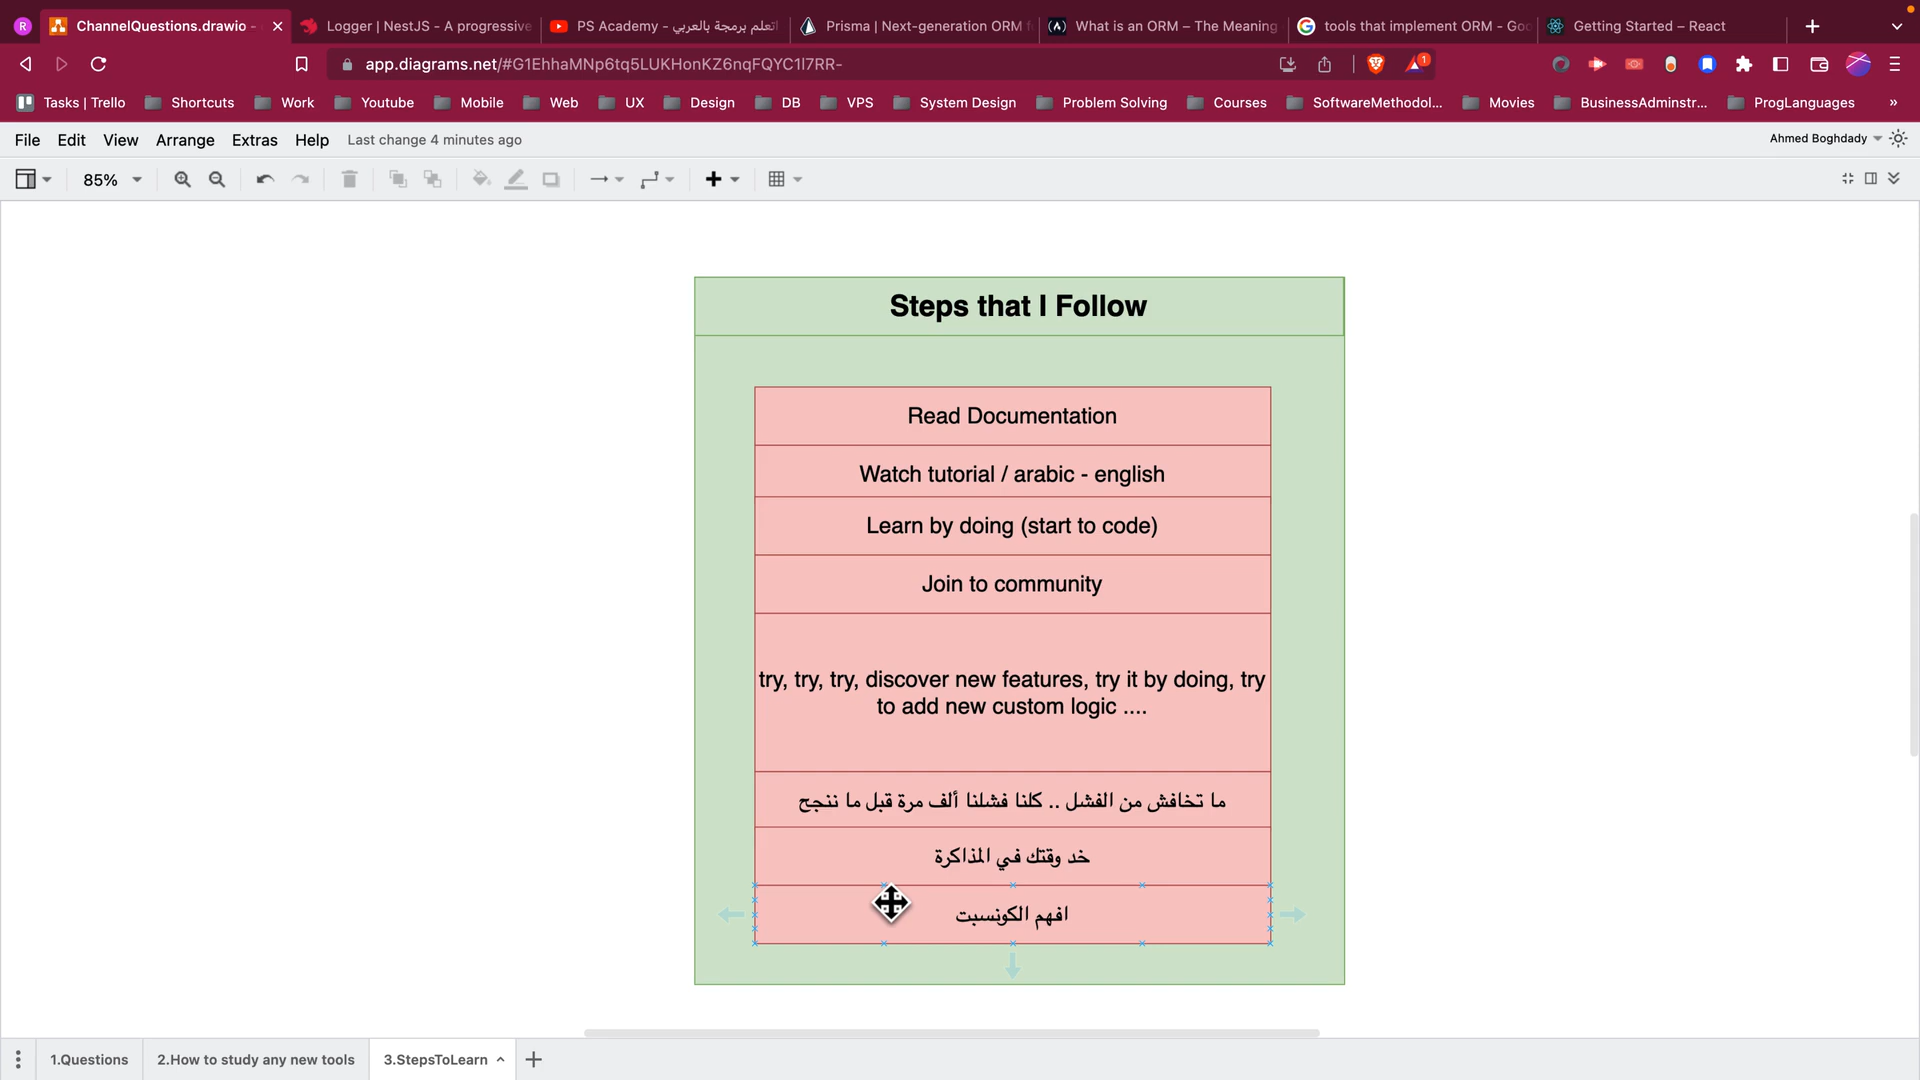 R
ChannelQuestions.drawio -
Logger | NestJS - A progressive
PS Academy - اتعلم برمجة بالعربي
Prisma | Next-generation ORM f
What is an ORM – The Meaning
tools that implement ORM - Goo
Getting Started – React
app.diagrams.net/#G1EhhaMNp6tq5LUKHonKZ6nqFQYC1l7RR-
1
Tasks | Trello
Shortcuts
Work
Youtube
Mobile
Web
UX
Design
DB
VPS
System Design
Problem Solving
Courses
SoftwareMethodol...
Movies
BusinessAdminstr...
ProgLanguages
»
File Edit View Arrange Extras Help Last change 4 minutes ago
Ahmed Boghdady
85%
Steps that I Follow
Read Documentation
Watch tutorial / arabic - english
Learn by doing (start to code)
Join to community
try, try, try, discover new features, try it by doing, try
to add new custom logic ....
ما تخافش من الفشل .. كلنا فشلنا ألف مرة قبل ما ننجح
خد وقتك في المذاكرة
افهم الكونسبت
1.Questions
2.How to study any new tools
3.StepsToLearn